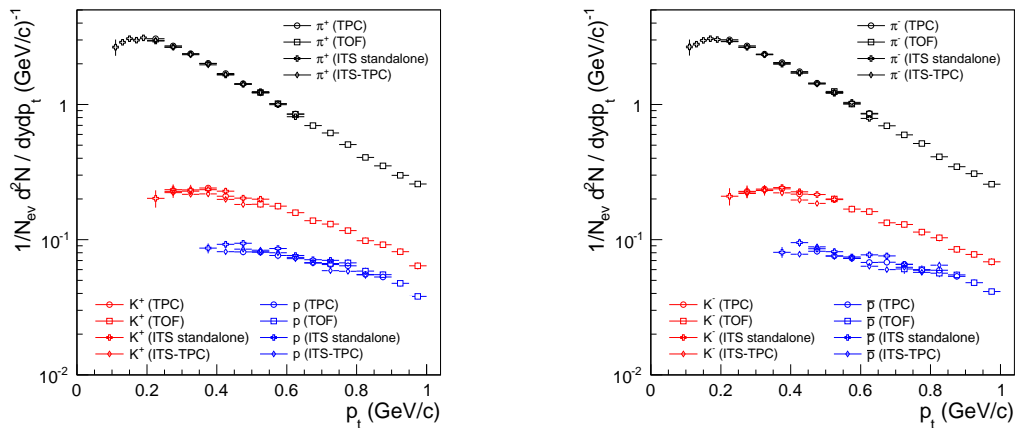 1/N_ev d²N / dydp_t (GeV/c)⁻¹
π⁺ (TPC)
π⁺ (TOF)
π⁺ (ITS standalone)
π⁺ (ITS-TPC)
1
10⁻¹
10⁻²
K⁺ (TPC)
K⁺ (TOF)
K⁺ (ITS standalone)
K⁺ (ITS-TPC)
p (TPC)
p (TOF)
p (ITS standalone)
p (ITS-TPC)
0 0.2 0.4 0.6 0.8 1
p_t (GeV/c)
1/N_ev d²N / dydp_t (GeV/c)⁻¹
π⁻ (TPC)
π⁻ (TOF)
π⁻ (ITS standalone)
π⁻ (ITS-TPC)
1
10⁻¹
10⁻²
K⁻ (TPC)
K⁻ (TOF)
K⁻ (ITS standalone)
K⁻ (ITS-TPC)
p̅ (TPC)
p̅ (TOF)
p̅ (ITS standalone)
p̅ (ITS-TPC)
0 0.2 0.4 0.6 0.8 1
p_t (GeV/c)